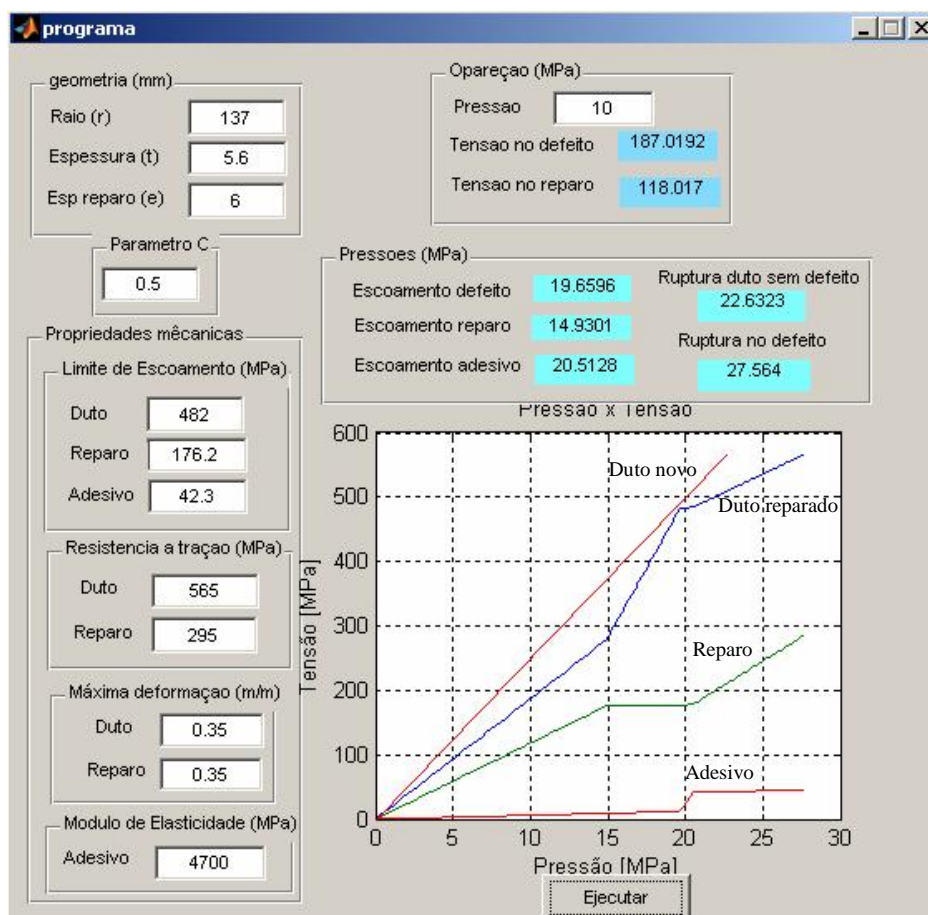 programa
geometria (mm)
Raio (r) 137
Espessura (t) 5.6
Esp reparo (e) 6
Opareçao (MPa)
Pressao 10
Tensao no defeito 187.0192
Tensao no reparo 118.017
Parametro C
0.5
Pressoes (MPa)
Escoamento defeito 19.6596
Escoamento reparo 14.9301
Escoamento adesivo 20.5128
Ruptura duto sem defeito
22.6323
Ruptura no defeito
27.564
Propriedades mêcanicas
Limite de Escoamento (MPa)
Duto 482
Reparo 176.2
Adesivo 42.3
Resistencia a traçao (MPa)
Duto 565
Reparo 295
Máxima deformaçao (m/m)
Duto 0.35
Reparo 0.35
Modulo de Elasticidade (MPa)
Adesivo 4700
Pressão x Tensão
Tensão [MPa]
600
500
400
300
200
100
0
Duto novo
Duto reparado
Reparo
Adesivo
0 5 10 15 20 25 30
Pressão [MPa]
Ejecutar